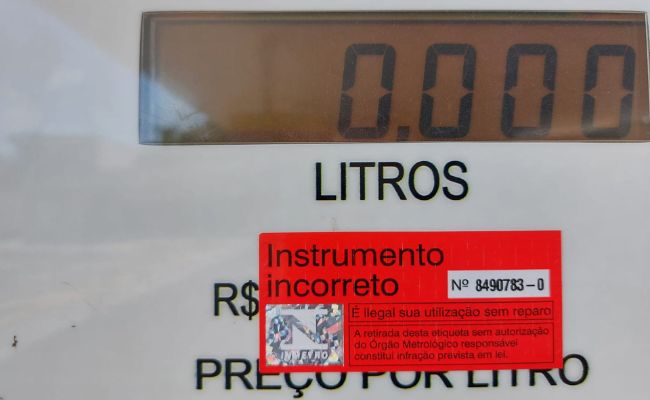 0.000
LITROS
Instrumento
incorreto
Nº 8490783-0
R$
É ilegal sua utilização sem reparo
A retirada desta etiqueta sem autorização
do Órgão Metrológico responsável
constitui infração prevista em lei.
INMETRO
PREÇO POR LITRO